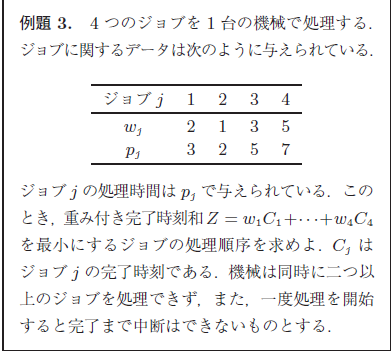 例題 3. 4つのジョブを1台の機械で処理する.
ジョブに関するデータは次のように与えられている.
ジョブ j 1 2 3 4
w_j 2 1 3 5
p_j 3 2 5 7
ジョブ j の処理時間は p_j で与えられている. この
とき, 重み付き完了時刻和 Z = w_1C_1+⋯+w_4C_4
を最小にするジョブの処理順序を求めよ. C_j は
ジョブ j の完了時刻である. 機械は同時に二つ以
上のジョブを処理できず, また, 一度処理を開始
すると完了まで中断はできないものとする.